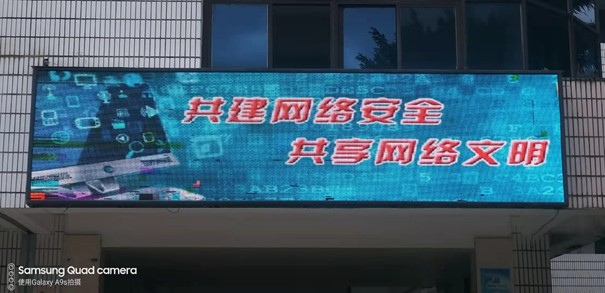 共建网络安全
共享网络文明
Samsung Quad camera
使用Galaxy A9s拍摄